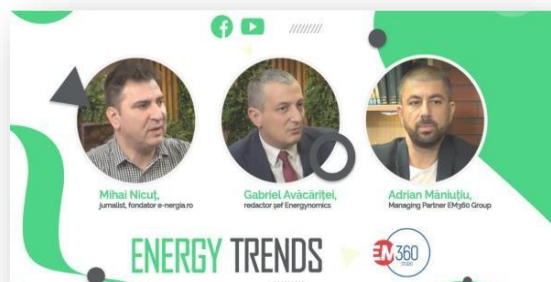 Mihai Nicuț,
jurnalist, fondator e-nergia.ro
Gabriel Avăcăriței,
redactor șef Energynomics
Adrian Măniuțiu,
Managing Partner EM360 Group
ENERGY TRENDS
EM360
STUDIO